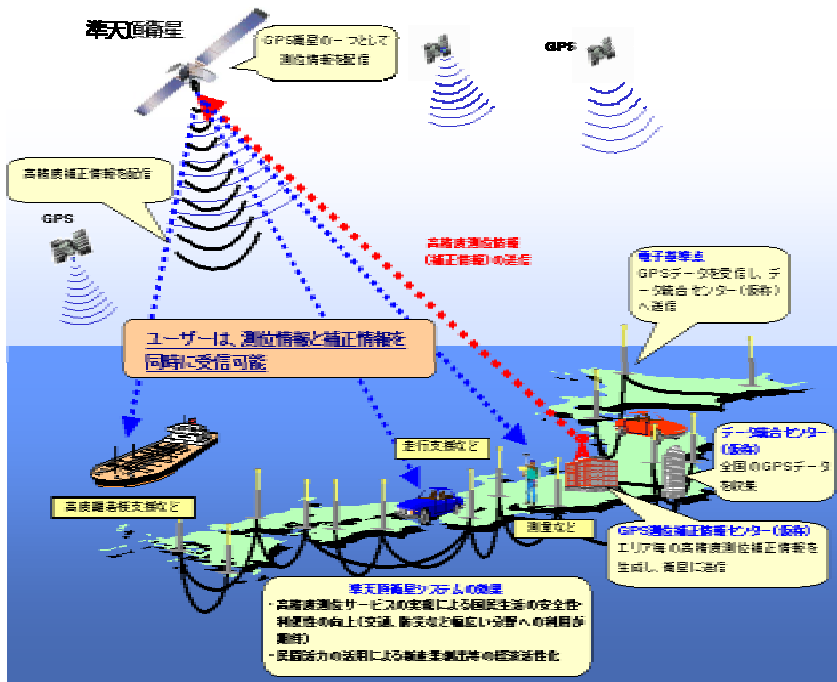 準天頂衛星
GPS衛星の一つとして
測位情報を配信
GPS
高精度補正情報を配信
GPS
高精度測位情報
(補正情報)の送信
電子基準点
GPSデータを受信し、デ
ータ統合センター(仮称)
へ送信
ユーザーは、測位情報と補正情報を
同時に受信可能
走行支援など
データ統合センター
(仮称)
全国のGPSデータ
を収集
高速離着桟支援など
測量など
GPS測位補正情報センター(仮称)
エリア毎の高精度測位補正情報を
生成し、衛星に送信
準天頂衛星システムの効果
・高精度測位サービスの実現による国民生活の安全性・
利便性の向上(交通、防災など幅広い分野への利用が
可能)
・民間活力の活用による新産業創出等の経済活性化